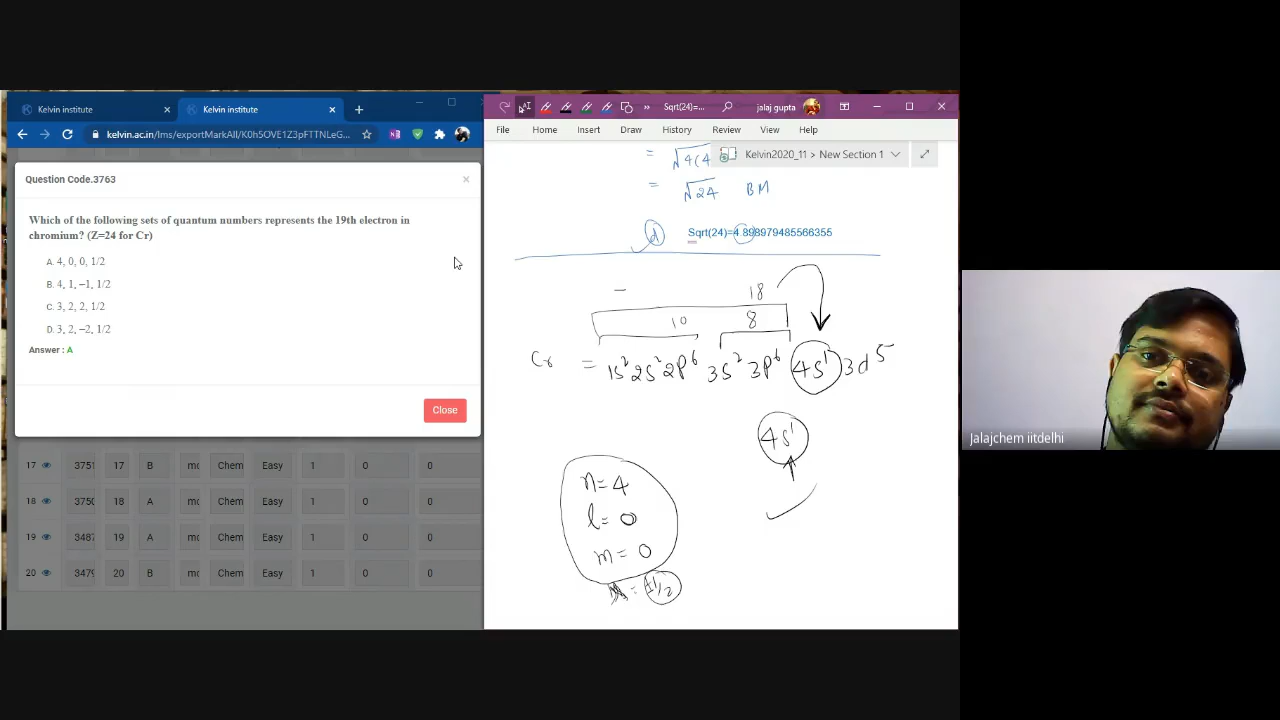 Kelvin institute
Kelvin institute
kelvin.ac.in/lms/exportMarkAll/K0h5OVE1Z3pFTTNLeG...
Question Code.3763
Which of the following sets of quantum numbers represents the 19th electron in
chromium? (Z=24 for Cr)
A. 4, 0, 0, 1/2
B. 4, 1, −1, 1/2
C. 3, 2, 2, 1/2
D. 3, 2, −2, 1/2
Answer : A
Close
17 3751 17 B Chem Easy 1 0 0
18 3750 18 A Chem Easy 1 0 0
19 3487 19 A Chem Easy 1 0 0
20 3479 20 B Chem Easy 1 0 0
Sqrt(24)=... jalaj gupta
File Home Insert Draw History Review View Help
Kelvin2020_11 > New Section 1
= √4(4
= √24 BM
d Sqrt(24)=4.898979485566355
18
10 8
Cr = 1s² 2s² 2p⁶ 3s² 3p⁶ 4s¹ 3d⁵
4s¹
n=4
l=0
m=0
= +1/2
Jalajchem iitdelhi